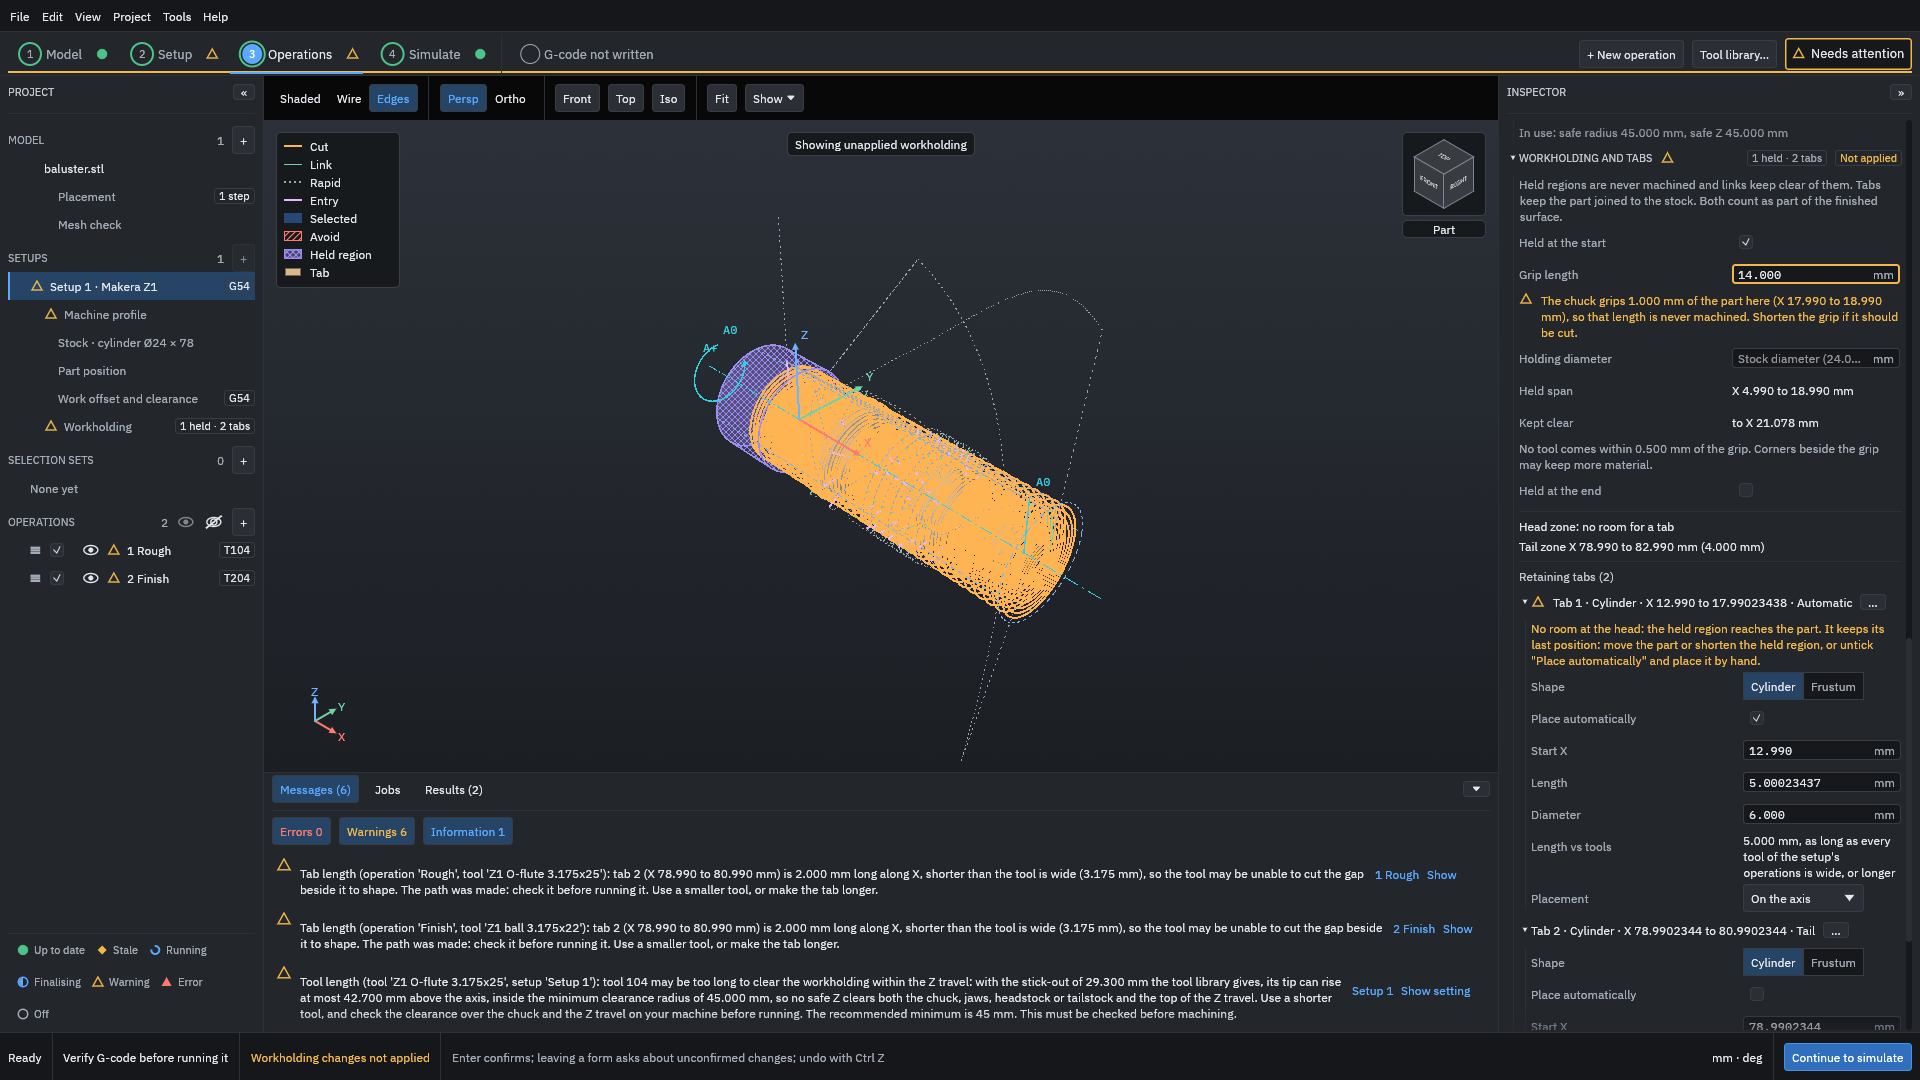 File Edit View Project Tools Help
1 Model 2 Setup 3 Operations 4 Simulate G-code not written + New operation Tool library... Needs attention
PROJECT «
Shaded Wire Edges Persp Ortho Front Top Iso Fit Show
INSPECTOR »
MODEL 1 +
baluster.stl
Placement 1 step
Mesh check
SETUPS 1 +
Setup 1 · Makera Z1 G54
Machine profile
Stock · cylinder Ø24 × 78
Part position
Work offset and clearance G54
Workholding 1 held · 2 tabs
SELECTION SETS 0 +
None yet
OPERATIONS 2 +
1 Rough T104
2 Finish T204
Up to date Stale Running
Finalising Warning Error
Off
Cut
Link
Rapid
Entry
Selected
Avoid
Held region
Tab
Showing unapplied workholding
TOP
FRONT RIGHT
Part
A0
A+
Z
Y
X
A0
Z
Y
X
Messages (6) Jobs Results (2)
Errors 0 Warnings 6 Information 1
Tab length (operation 'Rough', tool 'Z1 O-flute 3.175x25'): tab 2 (X 78.990 to 80.990 mm) is 2.000 mm long along X, shorter than the tool is wide (3.175 mm), so the tool may be unable to cut the gap 1 Rough Show
beside it to shape. The path was made: check it before running it. Use a smaller tool, or make the tab longer.
Tab length (operation 'Finish', tool 'Z1 ball 3.175x22'): tab 2 (X 78.990 to 80.990 mm) is 2.000 mm long along X, shorter than the tool is wide (3.175 mm), so the tool may be unable to cut the gap beside 2 Finish Show
it to shape. The path was made: check it before running it. Use a smaller tool, or make the tab longer.
Tool length (tool 'Z1 O-flute 3.175x25', setup 'Setup 1'): tool 104 may be too long to clear the workholding within the Z travel: with the stick-out of 29.300 mm the tool library gives, its tip can rise
at most 42.700 mm above the axis, inside the minimum clearance radius of 45.000 mm, so no safe Z clears both the chuck, jaws, headstock or tailstock and the top of the Z travel. Use a shorter Setup 1 Show setting
tool, and check the clearance over the chuck and the Z travel on your machine before running. The recommended minimum is 45 mm. This must be checked before machining.
In use: safe radius 45.000 mm, safe Z 45.000 mm
WORKHOLDING AND TABS 1 held · 2 tabs Not applied
Held regions are never machined and links keep clear of them. Tabs
keep the part joined to the stock. Both count as part of the finished
surface.
Held at the start
Grip length 14.000 mm
The chuck grips 1.000 mm of the part here (X 17.990 to 18.990
mm), so that length is never machined. Shorten the grip if it should
be cut.
Holding diameter Stock diameter (24.0... mm
Held span X 4.990 to 18.990 mm
Kept clear to X 21.078 mm
No tool comes within 0.500 mm of the grip. Corners beside the grip
may keep more material.
Held at the end
Head zone: no room for a tab
Tail zone X 78.990 to 82.990 mm (4.000 mm)
Retaining tabs (2)
Tab 1 · Cylinder · X 12.990 to 17.99023438 · Automatic ...
No room at the head: the held region reaches the part. It keeps its
last position: move the part or shorten the held region, or untick
"Place automatically" and place it by hand.
Shape Cylinder Frustum
Place automatically
Start X 12.990 mm
Length 5.00023437 mm
Diameter 6.000 mm
Length vs tools 5.000 mm, as long as every
tool of the setup's
operations is wide, or longer
Placement On the axis
Tab 2 · Cylinder · X 78.9902344 to 80.9902344 · Tail ...
Shape Cylinder Frustum
Place automatically
Start X 78.9902344 mm
Ready Verify G-code before running it Workholding changes not applied Enter confirms; leaving a form asks about unconfirmed changes; undo with Ctrl Z mm · deg Continue to simulate